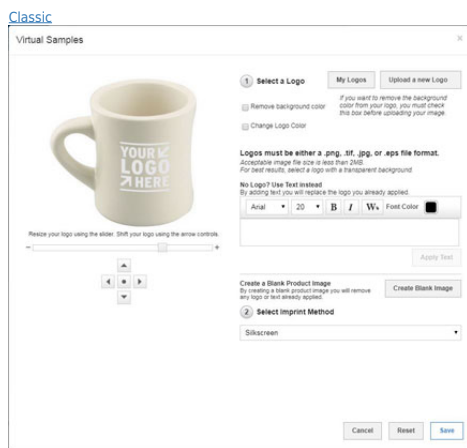 Classic
Virtual Samples
×
YOUR
LOGO
HERE
Resize your logo using the slider. Shift your logo using the arrow controls.
- +
1 Select a Logo
My Logos
Upload a new Logo
Remove background color
If you want to remove the background
color from your logo, you must check
this box before uploading your image.
Change Logo Color
Logos must be either a .png, .tif, .jpg, or .eps file format.
Acceptable image file size is less than 2MB.
For best results, select a logo with a transparent background.
No Logo? Use Text instead
By adding text you will replace the logo you already applied.
Arial 20 B I W Font Color
Apply Text
Create a Blank Product Image
By creating a blank product image you will remove
any logo or text already applied.
Create Blank Image
2 Select Imprint Method
Silkscreen
Cancel Reset Save